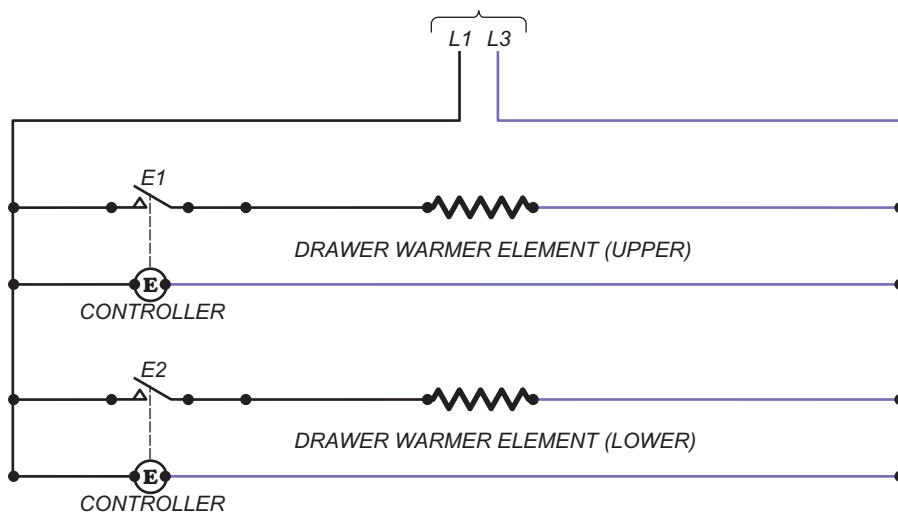 L1 L3
E1
DRAWER WARMER ELEMENT (UPPER)
E
CONTROLLER
E2
DRAWER WARMER ELEMENT (LOWER)
E
CONTROLLER